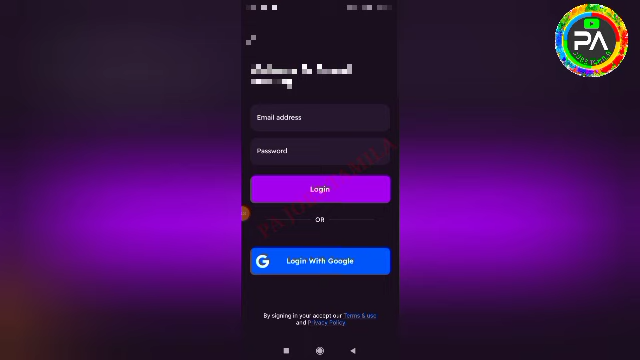 PA
Email address
Password
Login
OR
Login With Google
By signing in your accept our Terms & use
and Privacy Policy